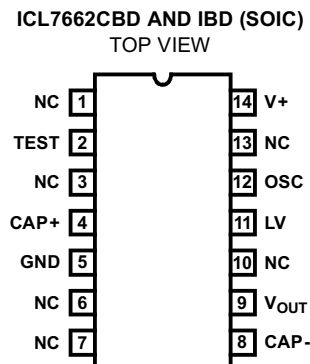 ICL7662CBD AND IBD (SOIC)
TOP VIEW
NC 1 14 V+
TEST 2 13 NC
NC 3 12 OSC
CAP+ 4 11 LV
GND 5 10 NC
NC 6 9 VOUT
NC 7 8 CAP-